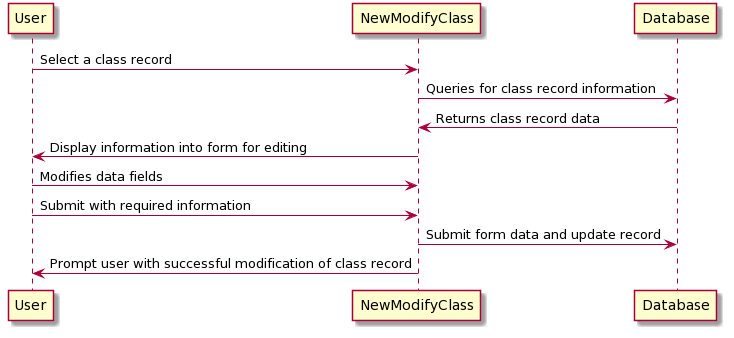 User NewModifyClass Database
Select a class record
Queries for class record information
Returns class record data
Display information into form for editing
Modifies data fields
Submit with required information
Submit form data and update record
Prompt user with successful modification of class record
User NewModifyClass Database